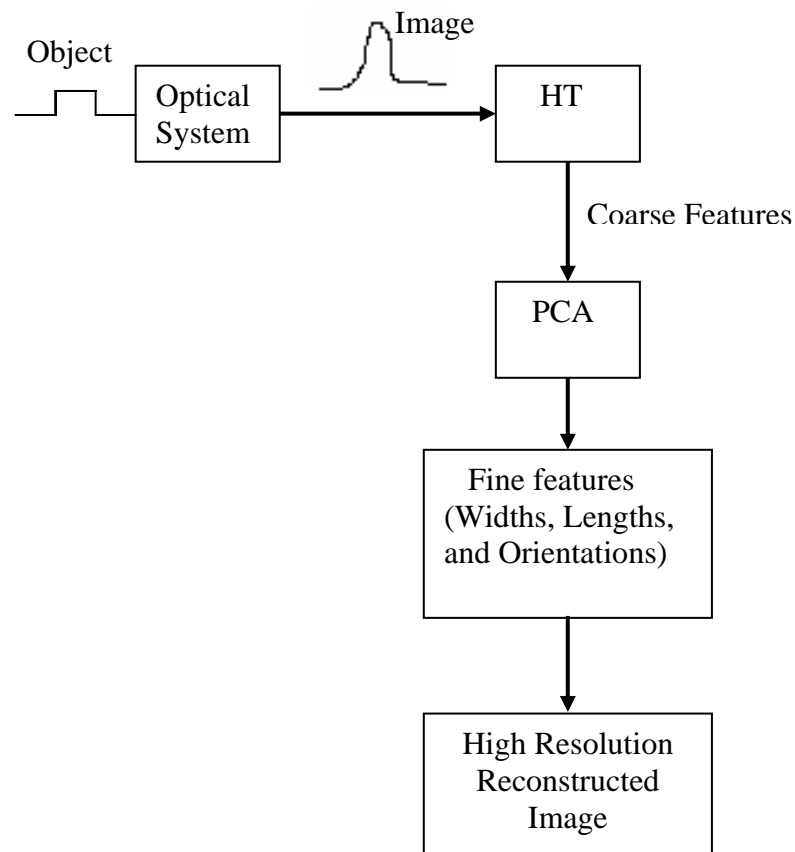 Image
Object
Optical
System
HT
Coarse Features
PCA
Fine features
(Widths, Lengths,
and Orientations)
High Resolution
Reconstructed
Image